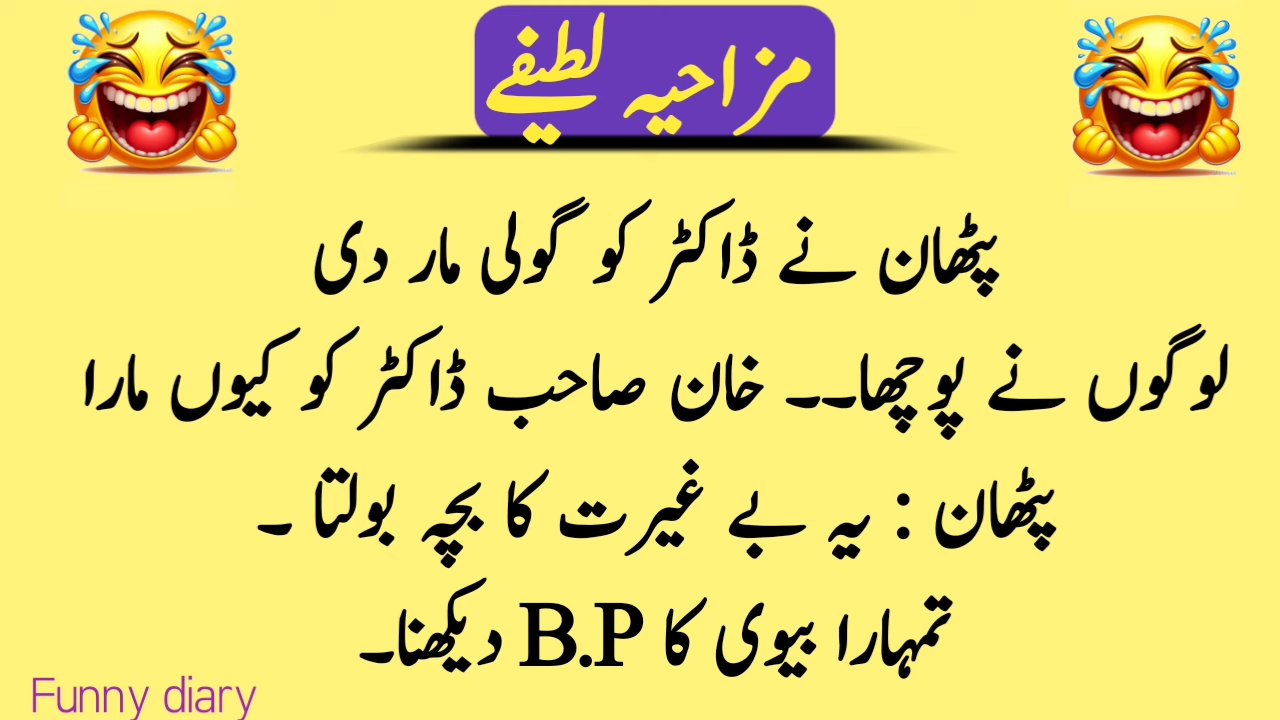 مزاحیہ لطیفے
پٹھان نے ڈاکٹر کو گولی مار دی
لوگوں نے پوچھا۔۔ خان صاحب ڈاکٹر کو کیوں مارا
پٹھان : یہ بے غیرت کا بچہ بولتا ۔
تمہارا بیوی کا B.P دیکھنا۔
Funny diary